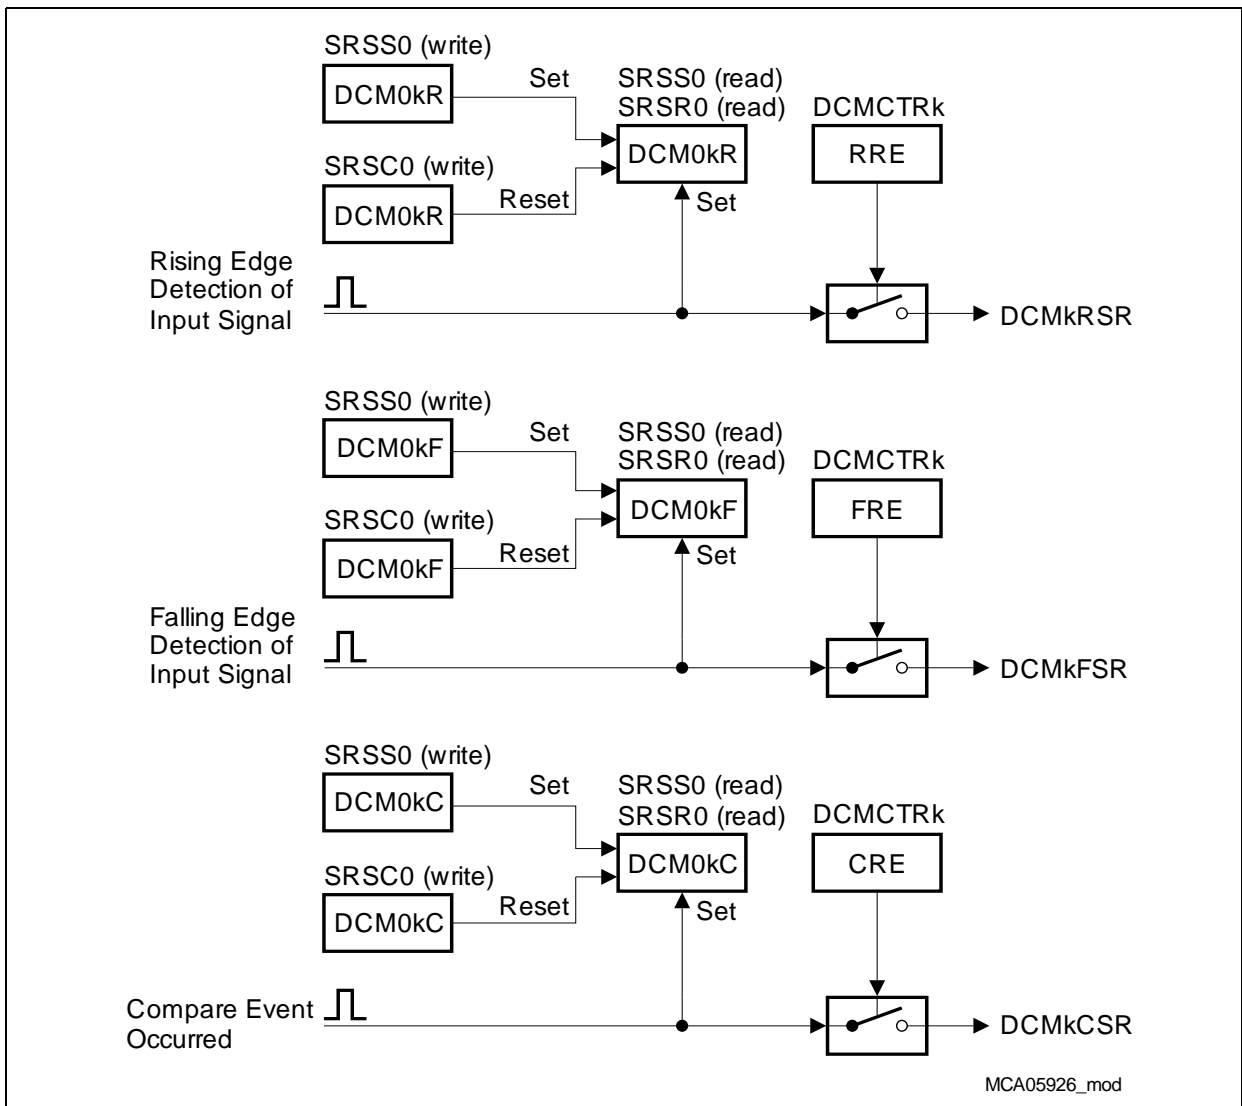 SRSS0 (write)
DCM0kR
Set
SRSS0 (read)
SRSR0 (read)
DCM0kR
DCMCTRk
RRE
SRSC0 (write)
DCM0kR
Reset
Set
Rising Edge
Detection of
Input Signal
DCMkRSR
SRSS0 (write)
DCM0kF
Set
SRSS0 (read)
SRSR0 (read)
DCM0kF
DCMCTRk
FRE
SRSC0 (write)
DCM0kF
Reset
Set
Falling Edge
Detection of
Input Signal
DCMkFSR
SRSS0 (write)
DCM0kC
Set
SRSS0 (read)
SRSR0 (read)
DCM0kC
DCMCTRk
CRE
SRSC0 (write)
DCM0kC
Reset
Set
Compare Event
Occurred
DCMkCSR
MCA05926_mod